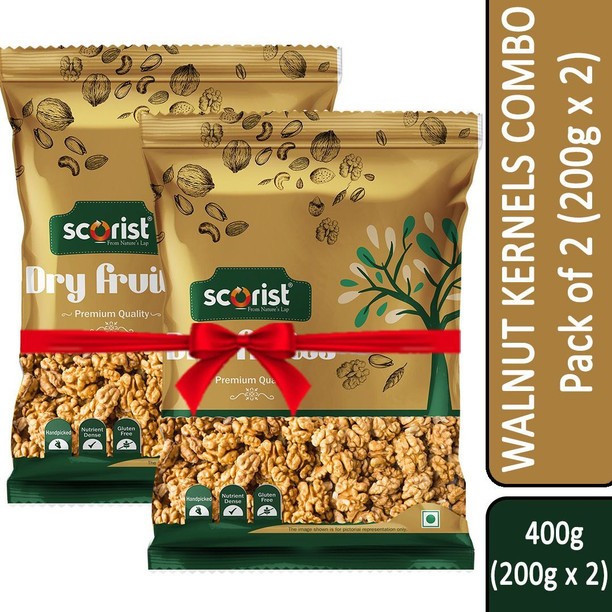 scorist®
From Nature's Lap
Dry fruit
Premium Quality
Handpicked
Nutrient Dense
Gluten Free
scorist®
From Nature's Lap
Premium Qua
Handpicked
Nutrient Dense
Gluten Free
The image shown is for pictorial representation only.
WALNUT KERNELS COMBO
Pack of 2 (200g x 2)
400g
(200g x 2)